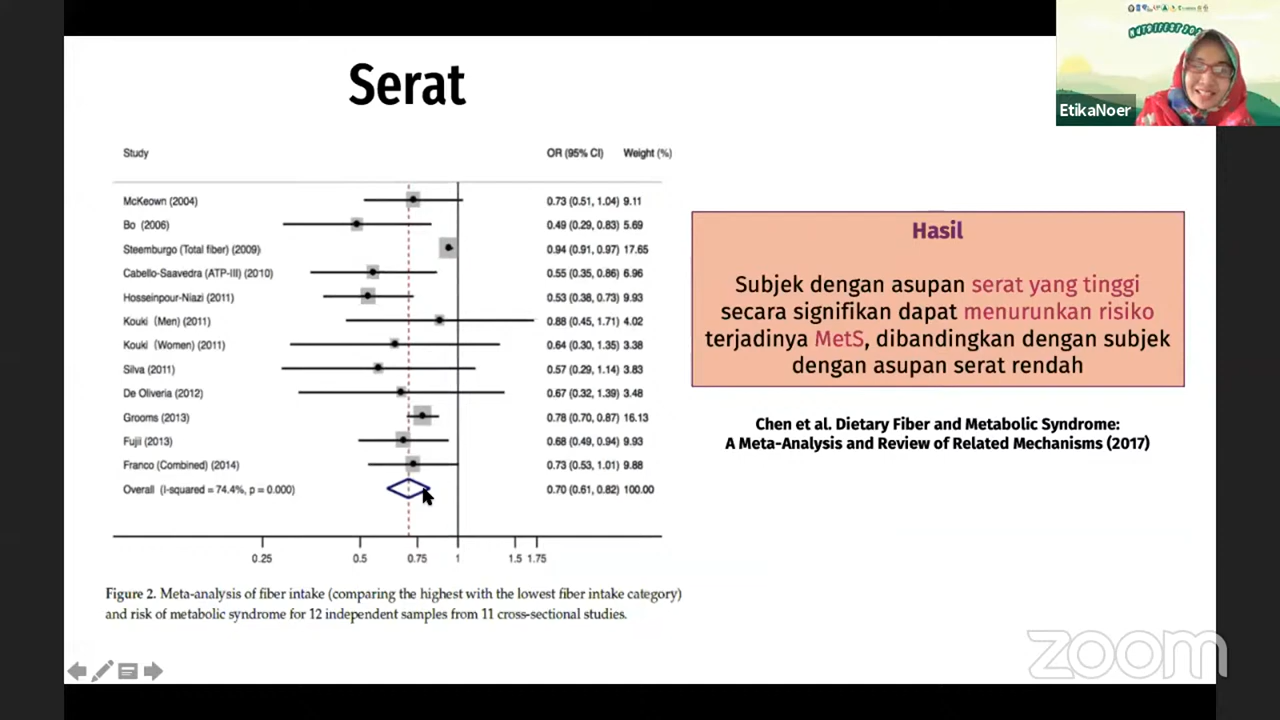 Serat
Study OR (95% CI) Weight (%)
McKeown (2004) 0.73 (0.51, 1.04) 9.11
Bo (2006) 0.49 (0.29, 0.83) 5.69
Steemburgo (Total fiber) (2009) 0.94 (0.91, 0.97) 17.65
Cabello-Saavedra (ATP-III) (2010) 0.55 (0.35, 0.86) 6.96
Hosseinpour-Niazi (2011) 0.53 (0.38, 0.73) 9.93
Kouki (Men) (2011) 0.88 (0.45, 1.71) 4.02
Kouki (Women) (2011) 0.64 (0.30, 1.35) 3.38
Silva (2011) 0.57 (0.29, 1.14) 3.83
De Oliveria (2012) 0.67 (0.32, 1.39) 3.48
Grooms (2013) 0.78 (0.70, 0.87) 16.13
Fujii (2013) 0.68 (0.49, 0.94) 9.93
Franco (Combined) (2014) 0.73 (0.53, 1.01) 9.88
Overall (I-squared = 74.4%, p = 0.000) 0.70 (0.61, 0.82) 100.00
0.25 0.5 0.75 1 1.5 1.75
Figure 2. Meta-analysis of fiber intake (comparing the highest with the lowest fiber intake category)
and risk of metabolic syndrome for 12 independent samples from 11 cross-sectional studies.
Hasil
Subjek dengan asupan serat yang tinggi
secara signifikan dapat menurunkan risiko
terjadinya MetS, dibandingkan dengan subjek
dengan asupan serat rendah
Chen et al. Dietary Fiber and Metabolic Syndrome:
A Meta-Analysis and Review of Related Mechanisms (2017)
EtikaNoer
zoom